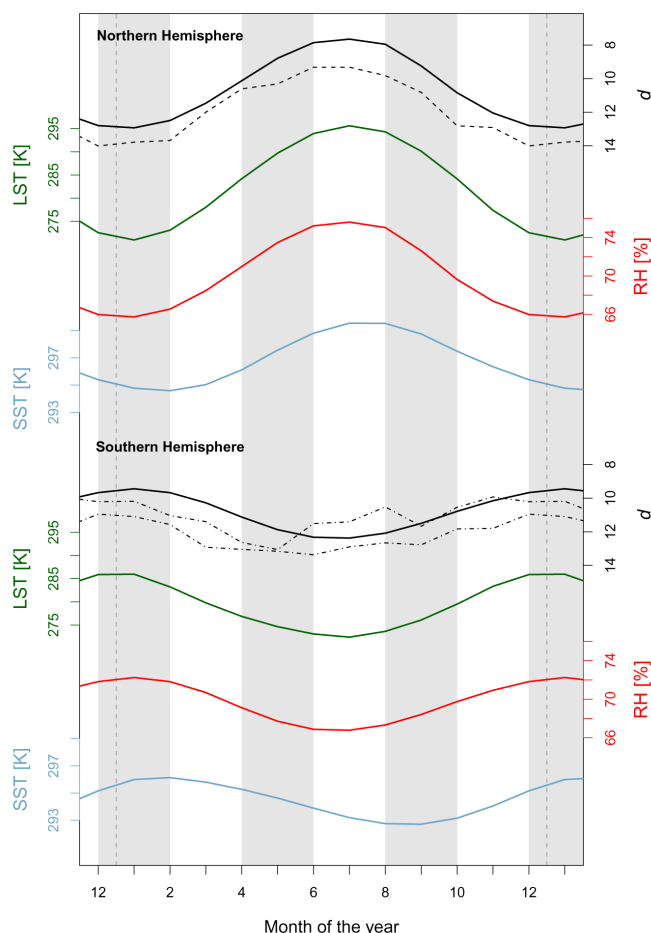 Northern Hemisphere
8
10
12
14
d
295
285
275
LST [K]
74
70
66
RH [%]
297
293
SST [K]
Southern Hemisphere
8
10
12
14
d
295
285
275
LST [K]
74
70
66
RH [%]
297
293
SST [K]
12 2 4 6 8 10 12
Month of the year